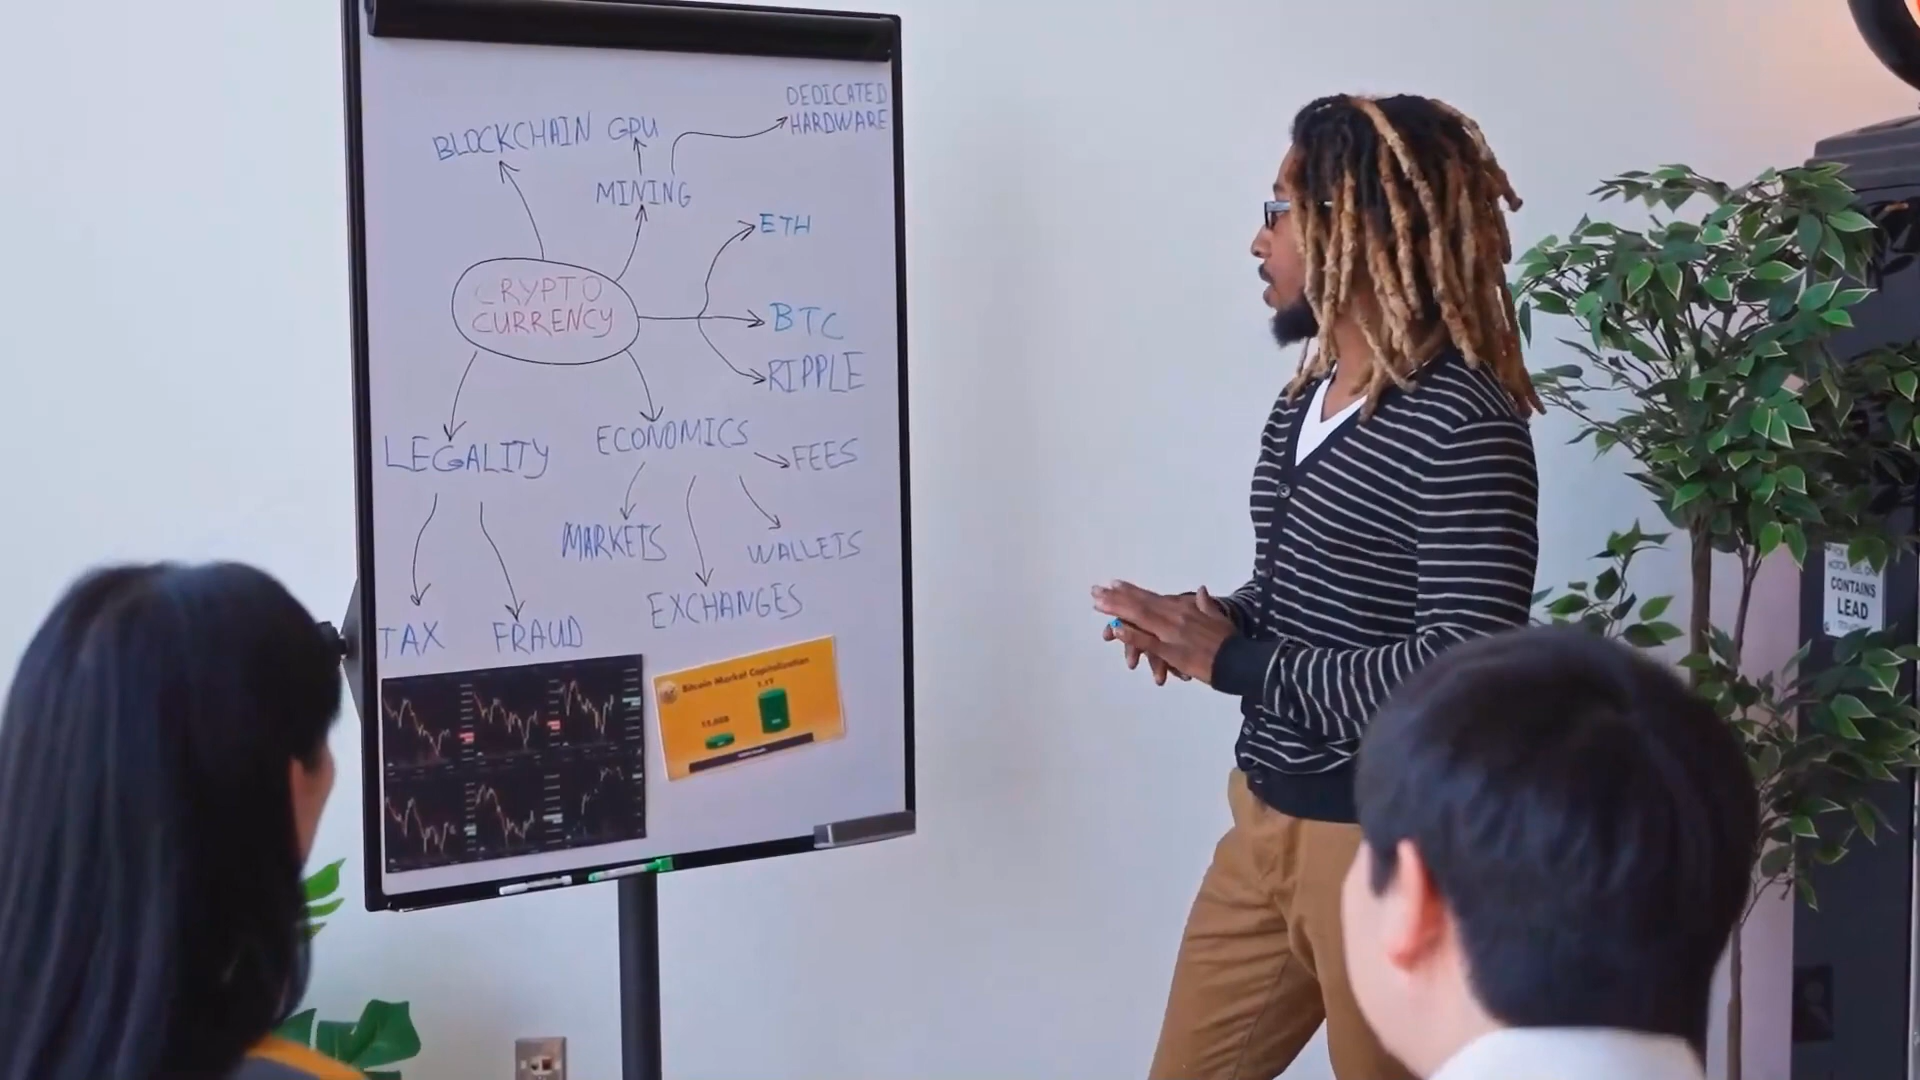 DEDICATED
HARDWARE
BLOCKCHAIN GPU
MINING
ETH
CRYPTO
CURRENCY
BTC
RIPPLE
LEGALITY
ECONOMICS
FEES
MARKETS
WALLETS
EXCHANGES
TAX
FRAUD
Bitcoin Market Capitalization
CONTAINS
LEAD